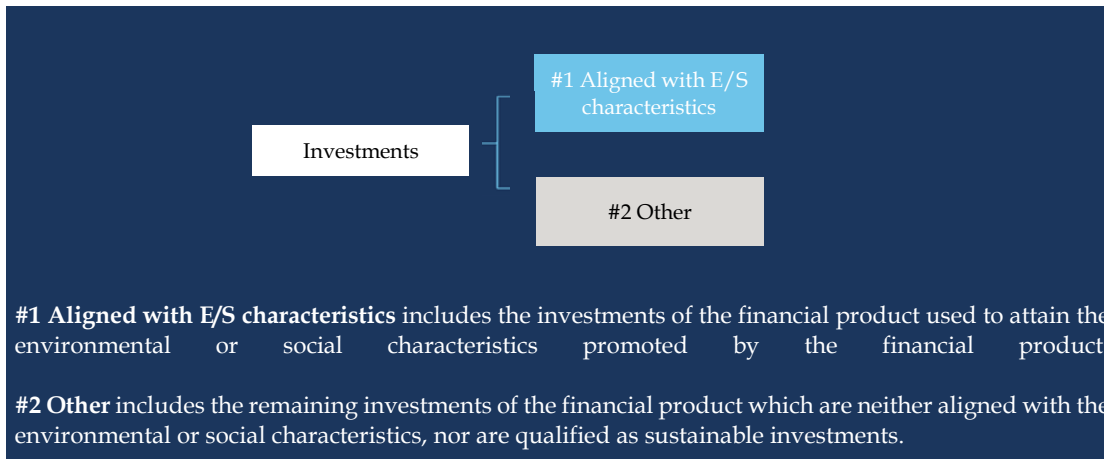 #1 Aligned with E/S
characteristics
Investments
#2 Other
#1 Aligned with E/S characteristics includes the investments of the financial product used to attain the
environmental or social characteristics promoted by the financial product
#2 Other includes the remaining investments of the financial product which are neither aligned with the
environmental or social characteristics, nor are qualified as sustainable investments.